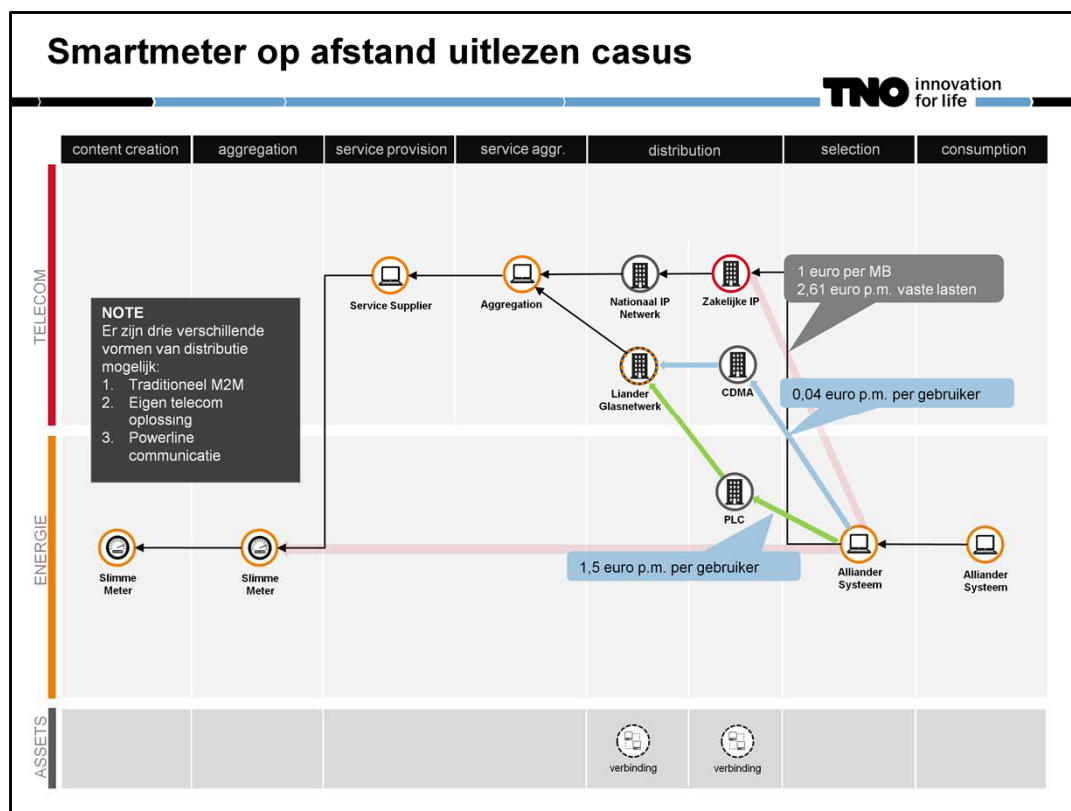 Smartmeter op afstand uitlezen casus
TNO innovation
for life
content creation
aggregation
service provision
service aggr.
distribution
selection
consumption
TELECOM
ENERGIE
ASSETS
NOTE
Er zijn drie verschillende
vormen van distributie
mogelijk:
1. Traditioneel M2M
2. Eigen telecom
oplossing
3. Powerline
communicatie
Service Supplier
Aggregation
Nationaal IP
Netwerk
Zakelijke IP
1 euro per MB
2,61 euro p.m. vaste lasten
Liander
Glasnetwerk
CDMA
0,04 euro p.m. per gebruiker
PLC
1,5 euro p.m. per gebruiker
Slimme
Meter
Slimme
Meter
Alliander
Systeem
Alliander
Systeem
verbinding
verbinding